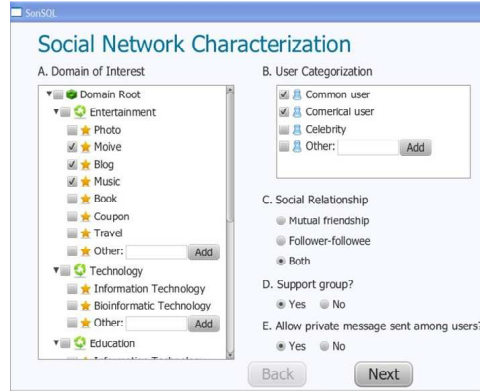 SonSQL
Social Network Characterization
A. Domain of Interest
Domain Root
Entertainment
Photo
Moive
Blog
Music
Book
Coupon
Travel
Other:
Add
Technology
Information Technology
Bioinformatic Technology
Other:
Add
Education
B. User Categorization
Common user
Comerical user
Celebrity
Other:
Add
C. Social Relationship
Mutual friendship
Follower-followee
Both
D. Support group?
Yes No
E. Allow private message sent among users?
Yes No
Back Next